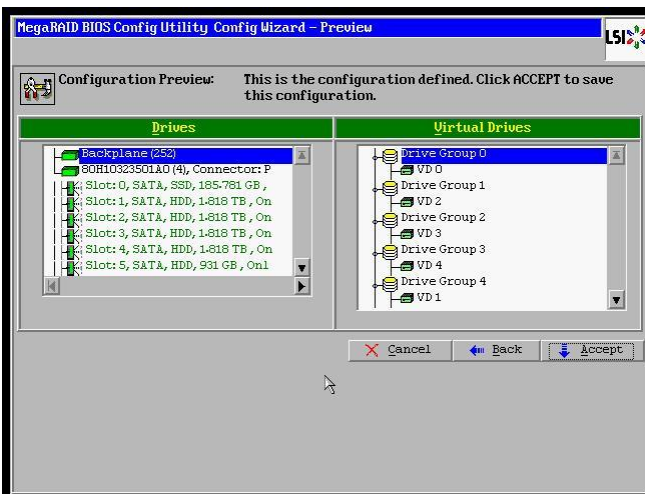 MegaRAID BIOS Config Utility Config Wizard – Preview
LSI
Configuration Preview: This is the configuration defined. Click ACCEPT to save
this configuration.
Drives
Backplane (252)
80H10323501A0 (4), Connector: P
Slot: 0, SATA, SSD, 185.781 GB,
Slot: 1, SATA, HDD, 1.818 TB, On
Slot: 2, SATA, HDD, 1.818 TB, On
Slot: 3, SATA, HDD, 1.818 TB, On
Slot: 4, SATA, HDD, 1.818 TB, On
Slot: 5, SATA, HDD, 931 GB, Onl
Virtual Drives
Drive Group 0
VD 0
Drive Group 1
VD 2
Drive Group 2
VD 3
Drive Group 3
VD 4
Drive Group 4
VD 1
Cancel
Back
Accept